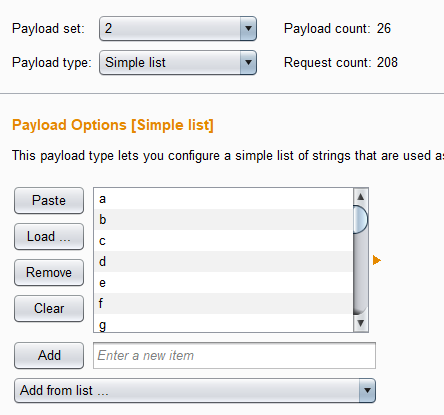 Payload set: 2 Payload count: 26
Payload type: Simple list Request count: 208
Payload Options [Simple list]
This payload type lets you configure a simple list of strings that are used as
Paste
Load ...
Remove
Clear
a
b
c
d
e
f
g
Add Enter a new item
Add from list ...